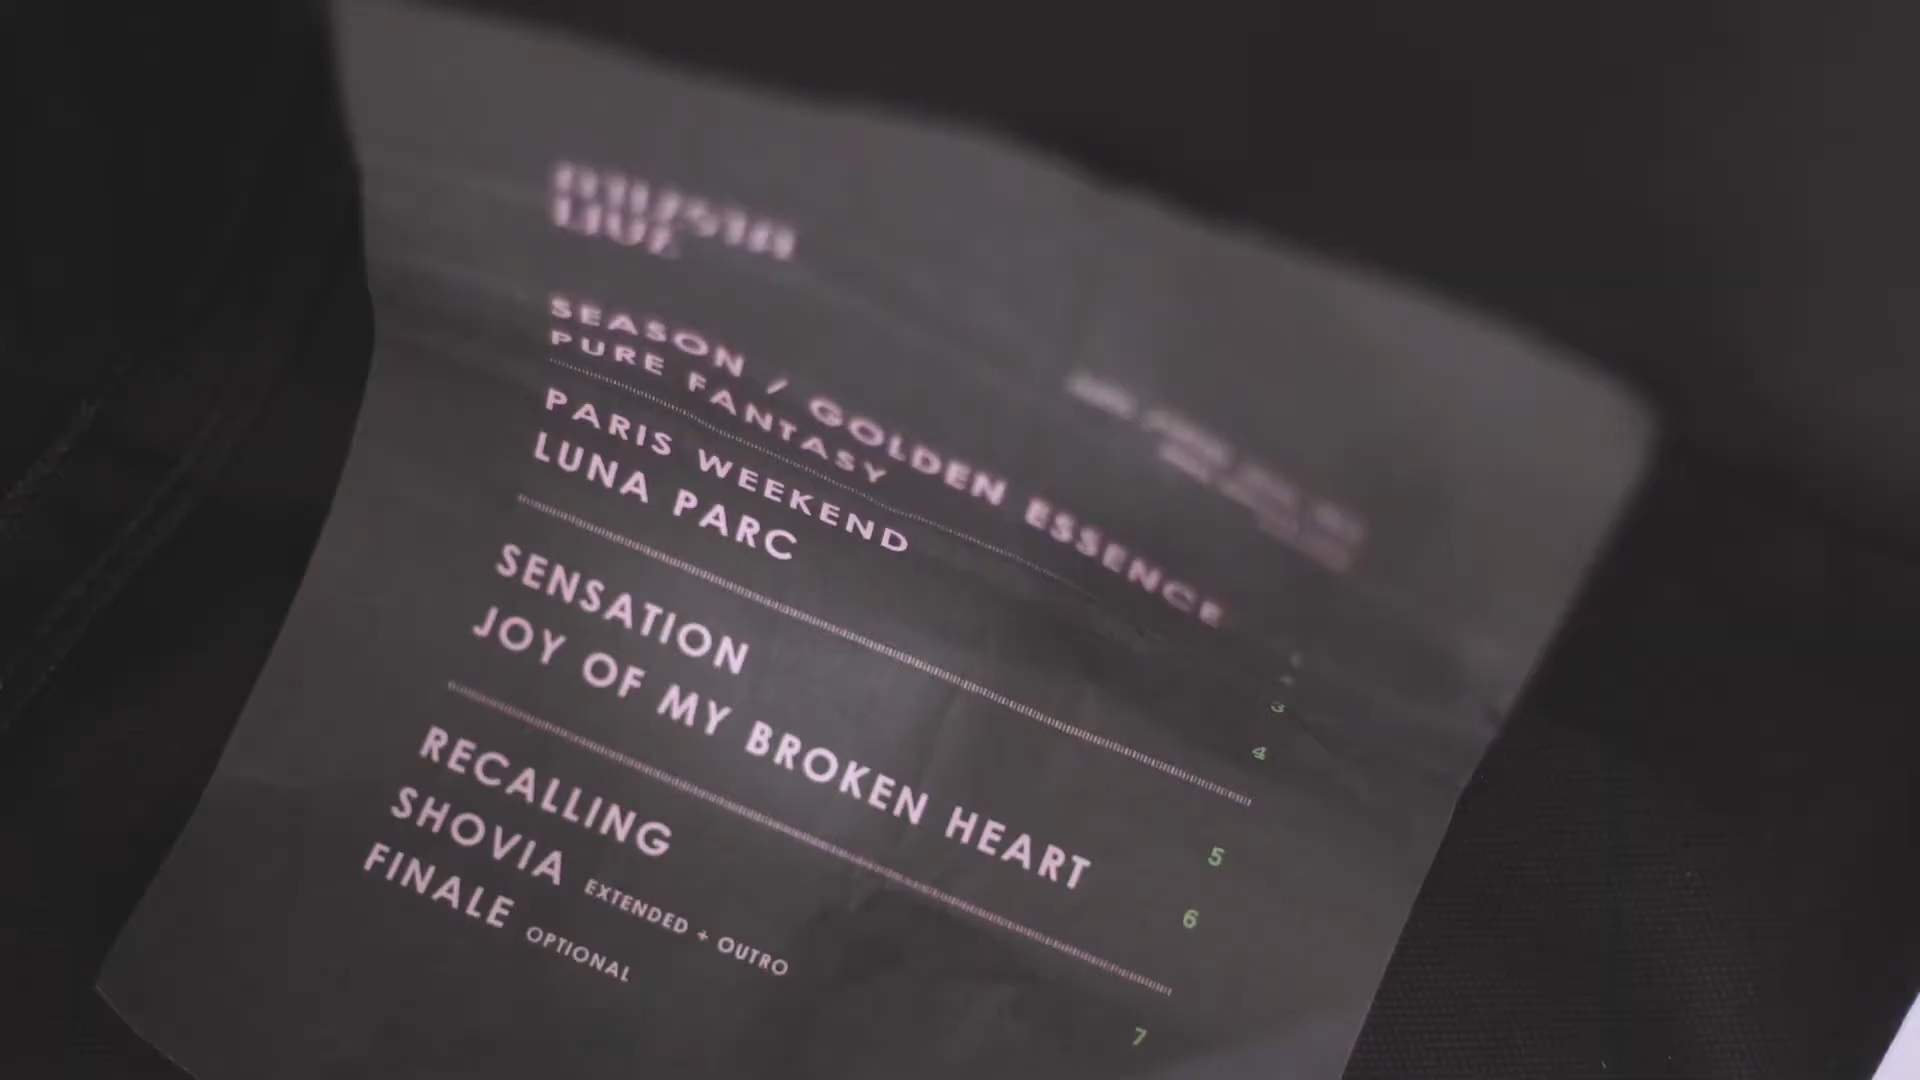 LIVE
SEASON / GOLDEN ESSENCE
PURE FANTASY
PARIS WEEKEND
LUNA PARC
3
4
SENSATION
JOY OF MY BROKEN HEART
5
6
RECALLING
SHOVIA EXTENDED + OUTRO
FINALE OPTIONAL
7